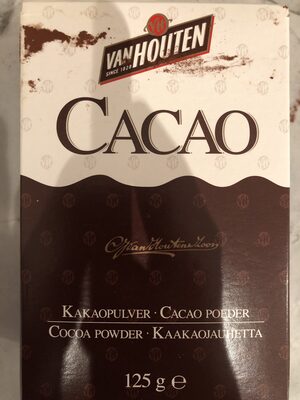 VAN HOUTEN
SINCE 1828
CACAO
C.J. van Houten & Zoon
KAKAOPULVER · CACAO POEDER
COCOA POWDER · KAAKAOJAUHETTA
125 g ℮